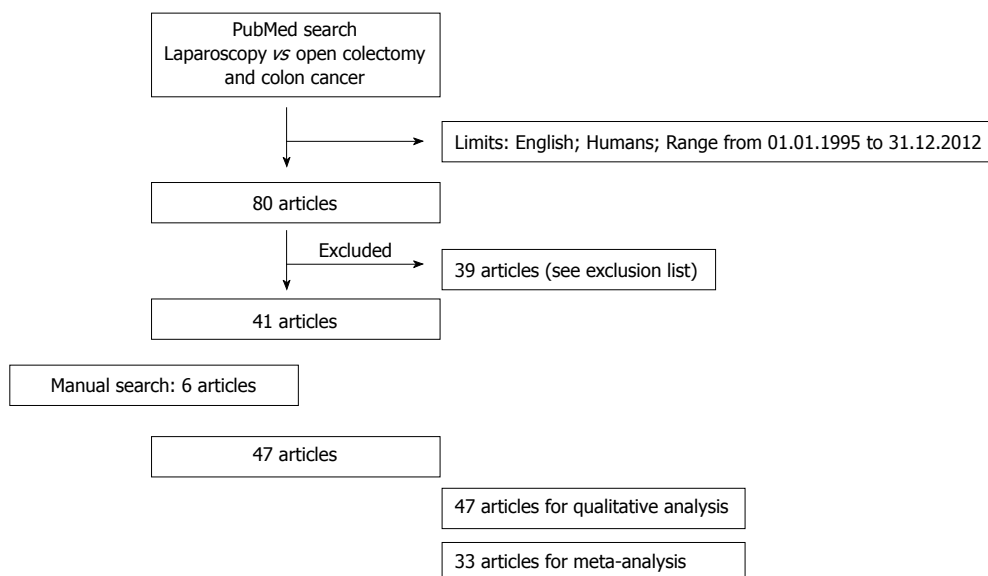 PubMed search
Laparoscopy vs open colectomy
and colon cancer
Limits: English; Humans; Range from 01.01.1995 to 31.12.2012
80 articles
Excluded
39 articles (see exclusion list)
41 articles
Manual search: 6 articles
47 articles
47 articles for qualitative analysis
33 articles for meta-analysis